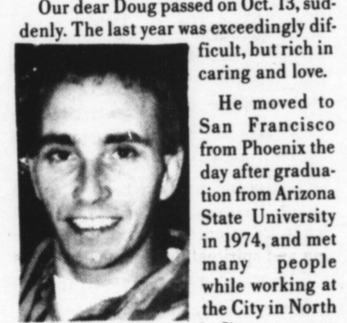 Our dear Doug passed on Oct. 13, sud-
denly. The last year was exceedingly dif-
ficult, but rich in
caring and love.
He moved to
San Francisco
from Phoenix the
day after gradua-
tion from Arizona
State University
in 1974, and met
many people
while working at
the City in North